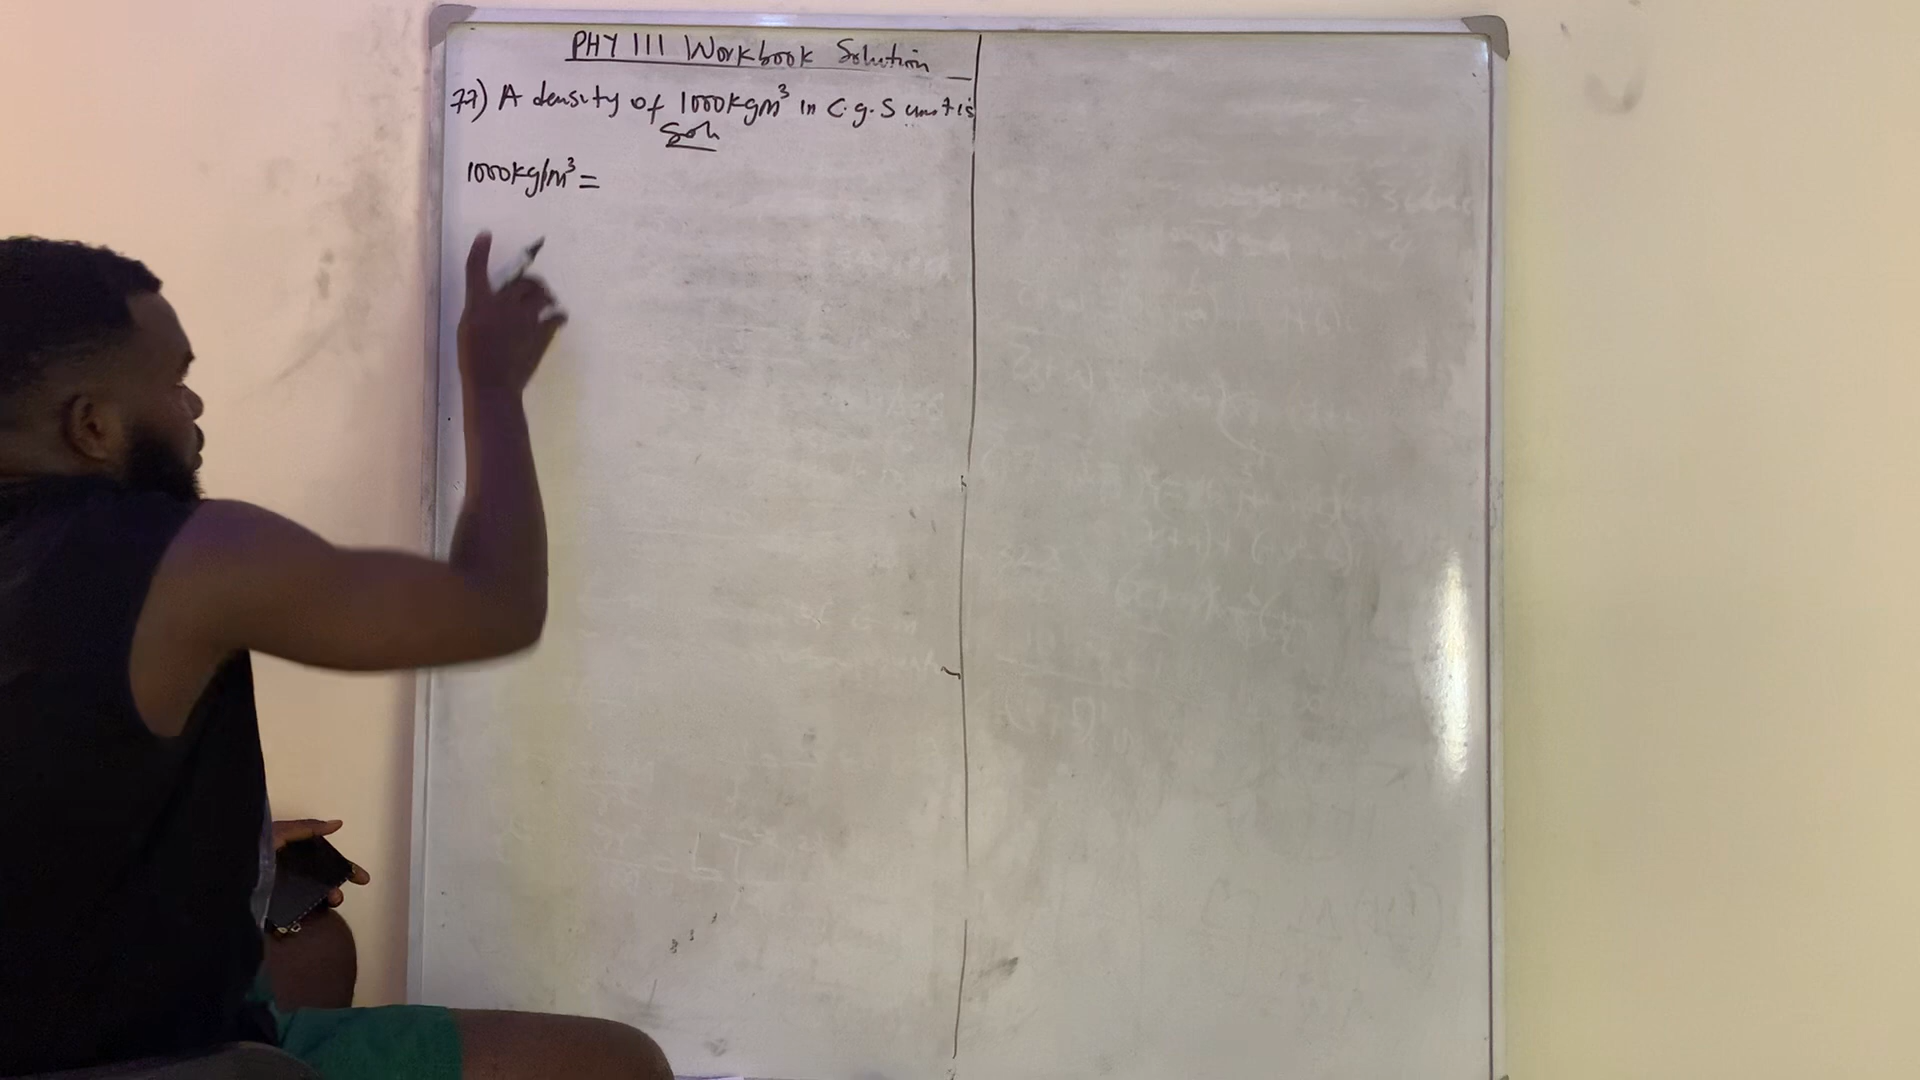 PHY 111 Workbook Solution
77) A density of 1000kgm³ in C.g.S unit is
Soln
1000kg/m³ =